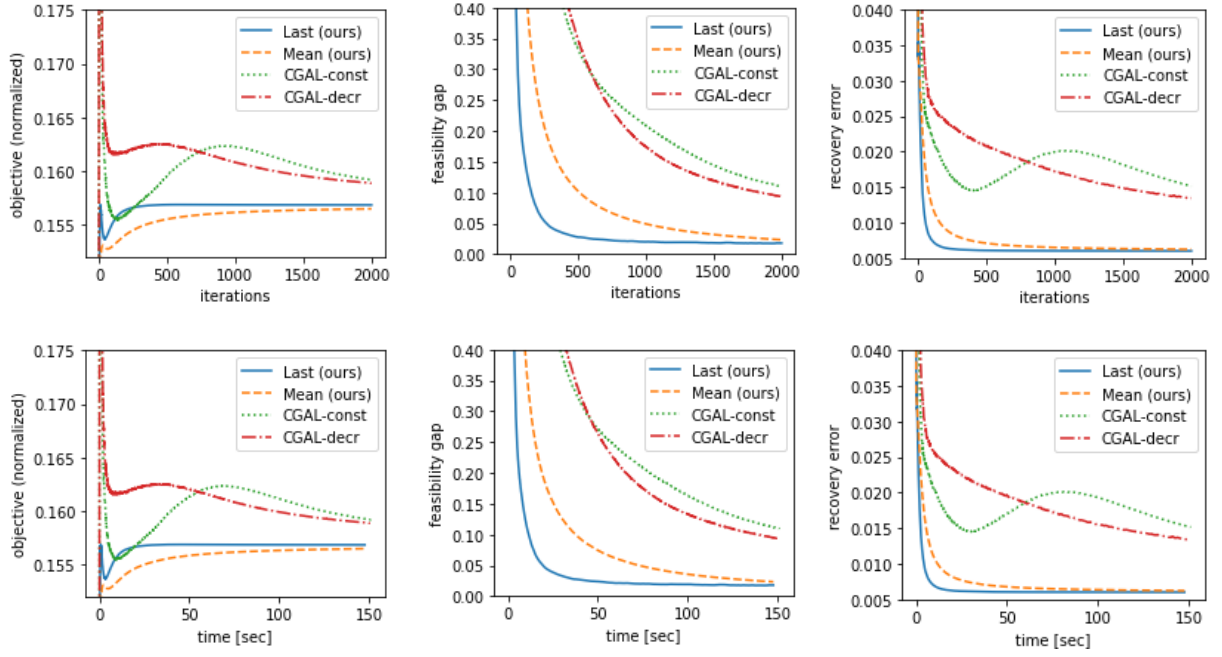 objective (normalized)
0.175
0.170
0.165
0.160
0.155
Last (ours)
Mean (ours)
CGAL-const
CGAL-decr
0
500
1000
1500
2000
iterations
feasibility gap
0.40
0.35
0.30
0.25
0.20
0.15
0.10
0.05
0.00
Last (ours)
Mean (ours)
CGAL-const
CGAL-decr
0
500
1000
1500
2000
iterations
recovery error
0.040
0.035
0.030
0.025
0.020
0.015
0.010
0.005
Last (ours)
Mean (ours)
CGAL-const
CGAL-decr
0
500
1000
1500
2000
iterations
objective (normalized)
0.175
0.170
0.165
0.160
0.155
Last (ours)
Mean (ours)
CGAL-const
CGAL-decr
0
50
100
150
time [sec]
feasibility gap
0.40
0.35
0.30
0.25
0.20
0.15
0.10
0.05
0.00
Last (ours)
Mean (ours)
CGAL-const
CGAL-decr
0
50
100
150
time [sec]
recovery error
0.040
0.035
0.030
0.025
0.020
0.015
0.010
0.005
Last (ours)
Mean (ours)
CGAL-const
CGAL-decr
0
50
100
150
time [sec]